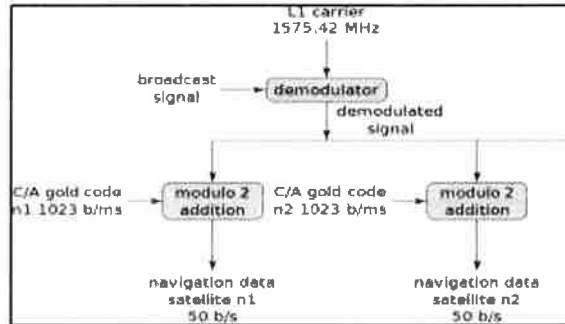 L1 carrier
1575.42 MHz
broadcast
signal
demodulator
demodulated
signal
C/A gold code
n1 1023 b/ms
modulo 2
addition
C/A gold code
n2 1023 b/ms
modulo 2
addition
navigation data
satellite n1
50 b/s
navigation data
satellite n2
50 b/s